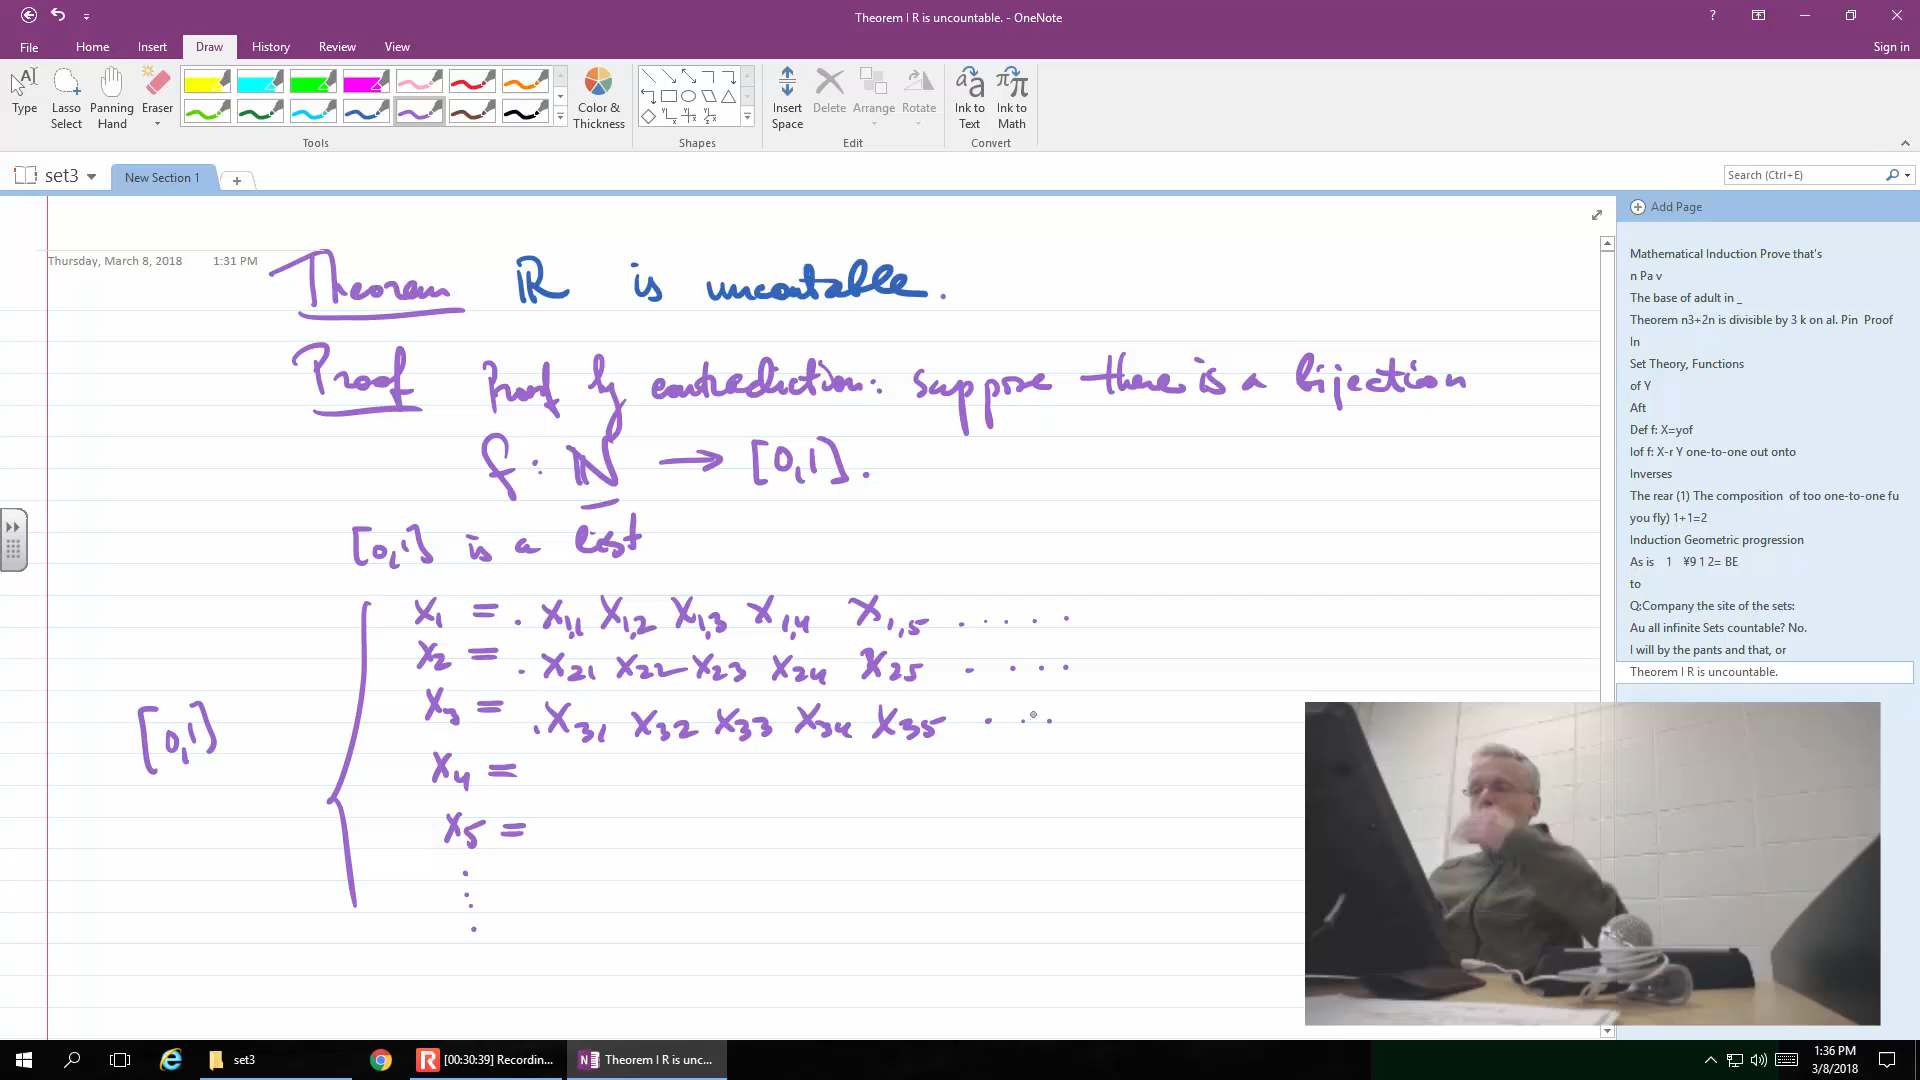 Theorem I R is uncountable. - OneNote
?
File Home Insert Draw History Review View
Sign in
Type
Lasso Select
Panning Hand
Eraser
Color & Thickness
Insert Space
Delete
Arrange
Rotate
Ink to Text
Ink to Math
Tools
Shapes
Edit
Convert
set3
New Section 1
Search (Ctrl+E)
Add Page
Thursday, March 8, 2018 1:31 PM
Theorem ℝ is uncountable.
Proof Proof by contradiction: suppose there is a bijection
f : ℕ → [0,1].
[0,1] is a list
x1 = . x1,1 x1,2 x1,3 x1,4 x1,5 . . . . .
x2 = . x21 x22 x23 x24 x25 . . . .
x3 = . x31 x32 x33 x34 x35 . . .
[0,1]
x4 =
x5 =
Mathematical Induction Prove that's
n Pa v
The base of adult in _
Theorem n3+2n is divisible by 3 k on al. Pin Proof
In
Set Theory, Functions
of Y
Aft
Def f: X=yof
Iof f: X-r Y one-to-one out onto
Inverses
The rear (1) The composition of too one-to-one fu
you fly) 1+1=2
Induction Geometric progression
As is 1 ¥9 1 2= BE
to
Q:Company the site of the sets:
Au all infinite Sets countable? No.
I will by the pants and that, or
Theorem I R is uncountable.
set3
[00:30:39] Recordin...
Theorem I R is unc...
1:36 PM
3/8/2018